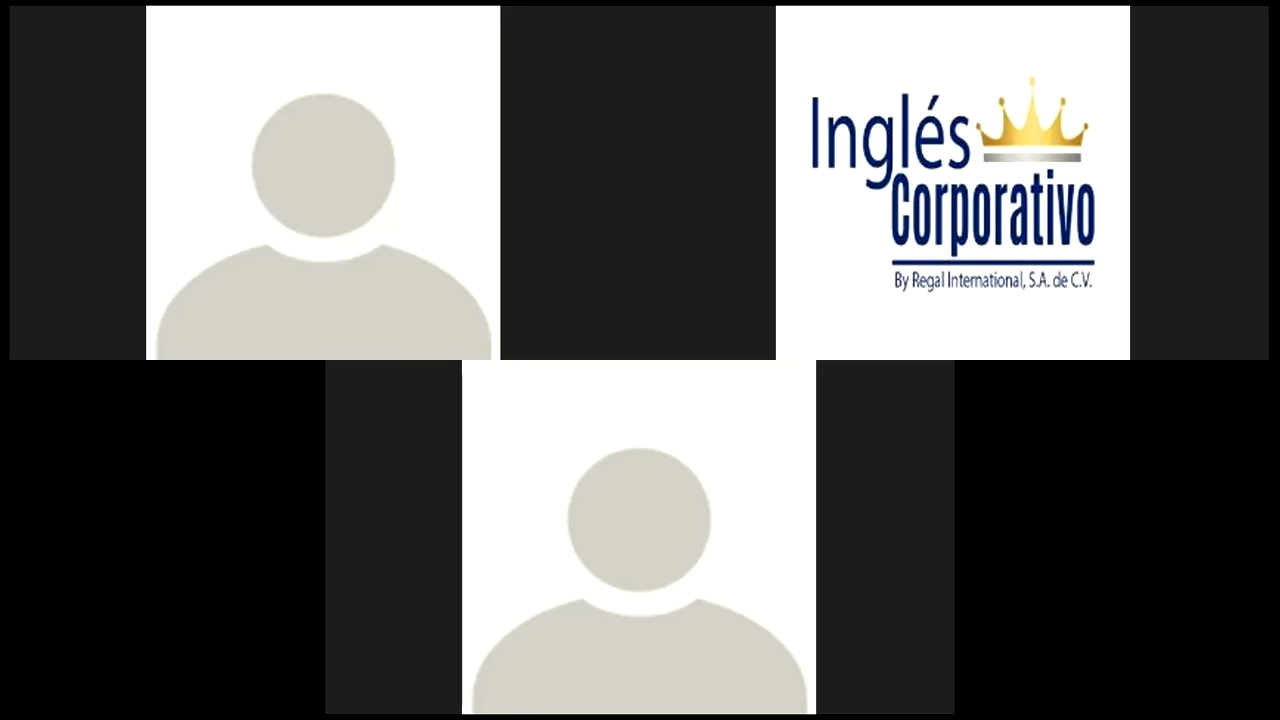 Inglés
Corporativo
By Regal International, S.A. de C.V.